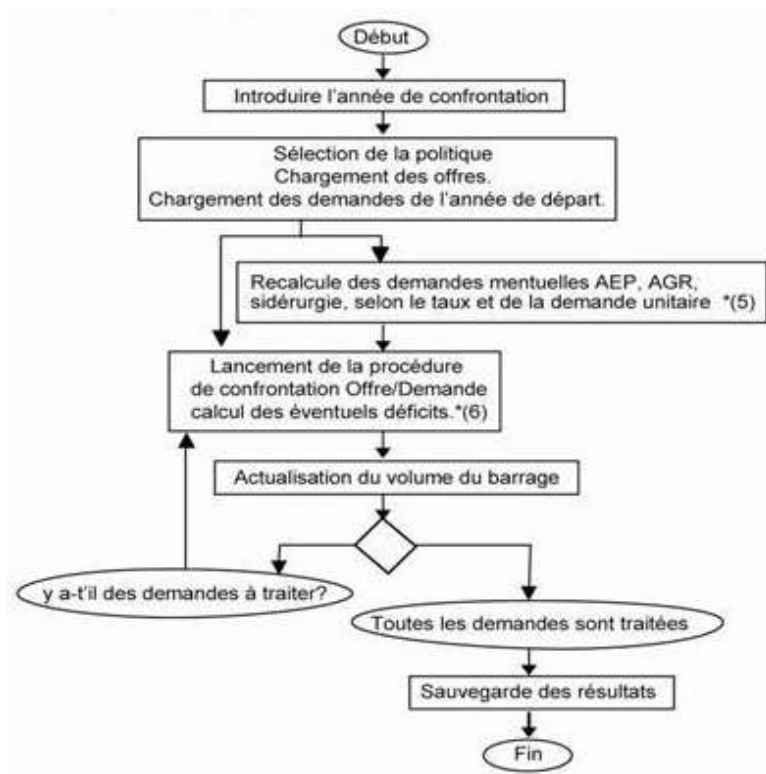 Début
Introduire l'année de confrontation
Sélection de la politique
Chargement des offres.
Chargement des demandes de l'année de départ.
Recalcule des demandes mentuelles AEP, AGR,
sidérurgie, selon le taux et de la demande unitaire *(5)
Lancement de la procédure
de confrontation Offre/Demande
calcul des éventuels déficits.*(6)
Actualisation du volume du barrage
y a-t'il des demandes à traiter?
Toutes les demandes sont traitées
Sauvegarde des résultats
Fin